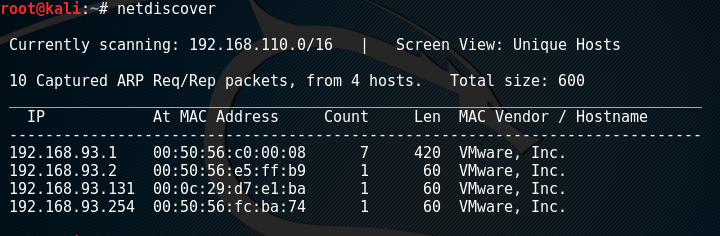 root@kali:~# netdiscover
Currently scanning: 192.168.110.0/16   |   Screen View: Unique Hosts
10 Captured ARP Req/Rep packets, from 4 hosts.   Total size: 600
_____________________________________________________________________________
IP            At MAC Address     Count     Len  MAC Vendor / Hostname
-----------------------------------------------------------------------------
192.168.93.1    00:50:56:c0:00:08      7     420  VMware, Inc.
192.168.93.2    00:50:56:e5:ff:b9      1      60  VMware, Inc.
192.168.93.131  00:0c:29:d7:e1:ba      1      60  VMware, Inc.
192.168.93.254  00:50:56:fc:ba:74      1      60  VMware, Inc.